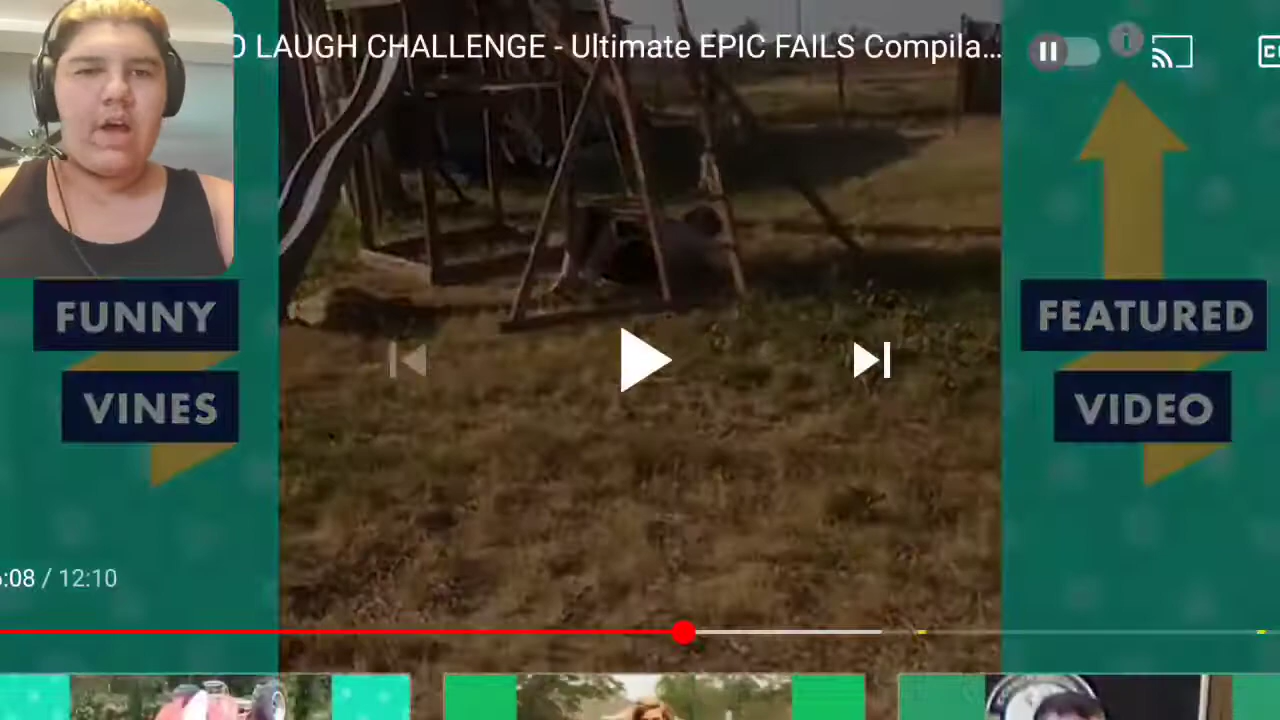 O LAUGH CHALLENGE - Ultimate EPIC FAILS Compila...
FUNNY
VINES
FEATURED
VIDEO
:08 / 12:10